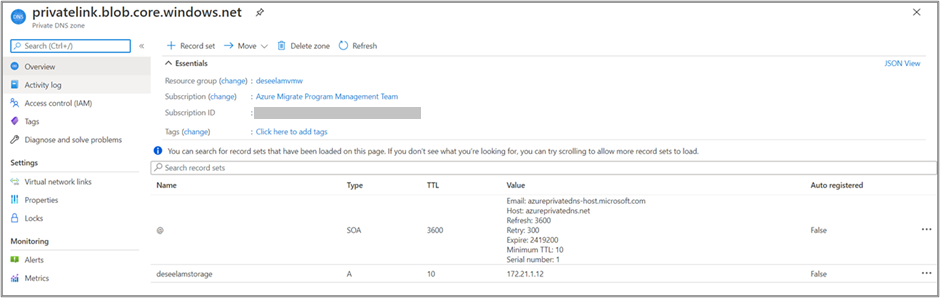 privatelink.blob.core.windows.net
DNS
Private DNS zone
Search (Ctrl+/)
Overview
Activity log
Access control (IAM)
Tags
Diagnose and solve problems
Settings
Virtual network links
Properties
Locks
Monitoring
Alerts
Metrics
Record set
Move
Delete zone
Refresh
Essentials
JSON View
Resource group (change) : deseelamvmw
Subscription (change) : Azure Migrate Program Management Team
Subscription ID :
Tags (change) : Click here to add tags
You can search for record sets that have been loaded on this page. If you don't see what you're looking for, you can try scrolling to allow more record sets to load.
Search record sets
Name Type TTL Value Auto registered
Email: azureprivatedns-host.microsoft.com
Host: azureprivatedns.net
Refresh: 3600
@ SOA 3600 Retry: 300 False
Expire: 2419200
Minimum TTL: 10
Serial number: 1
deseelamstorage A 10 172.21.1.12 False